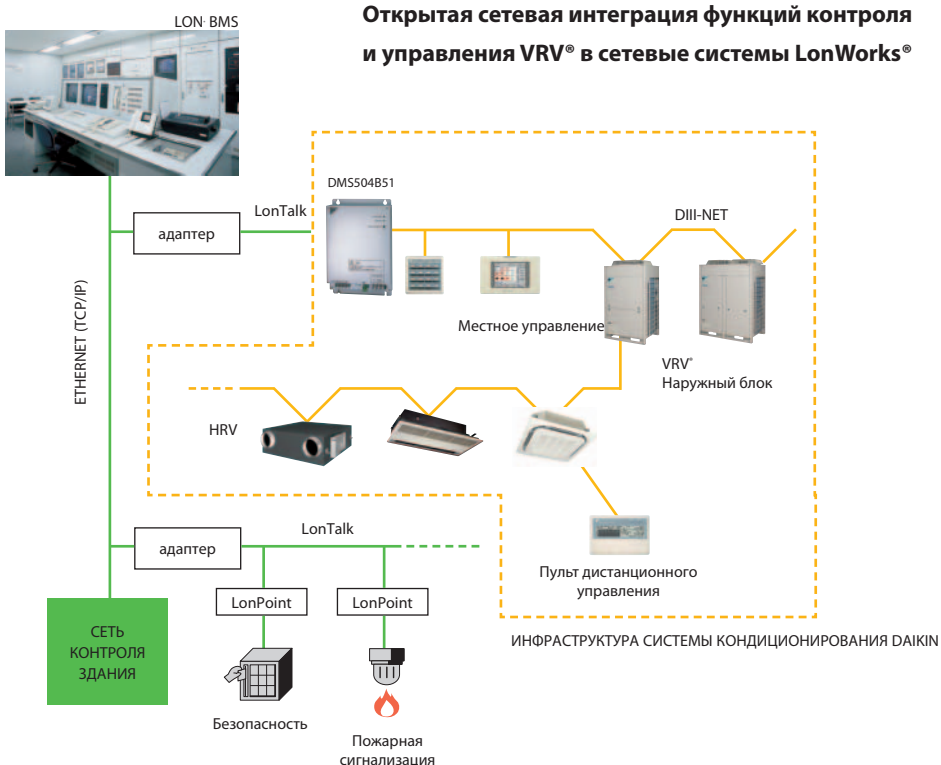 LON· BMS
Открытая сетевая интеграция функций контроля
и управления VRV® в сетевые системы LonWorks®
DMS504B51
LonTalk
DIII-NET
адаптер
ETHERNET (TCP/IP)
Местное управление
VRV®
Наружный блок
HRV
LonTalk
адаптер
Пульт дистанционного
управления
LonPoint
LonPoint
СЕТЬ
КОНТРОЛЯ
ЗДАНИЯ
ИНФРАСТРУКТУРА СИСТЕМЫ КОНДИЦИОНИРОВАНИЯ DAIKIN
Безопасность
Пожарная
сигнализация